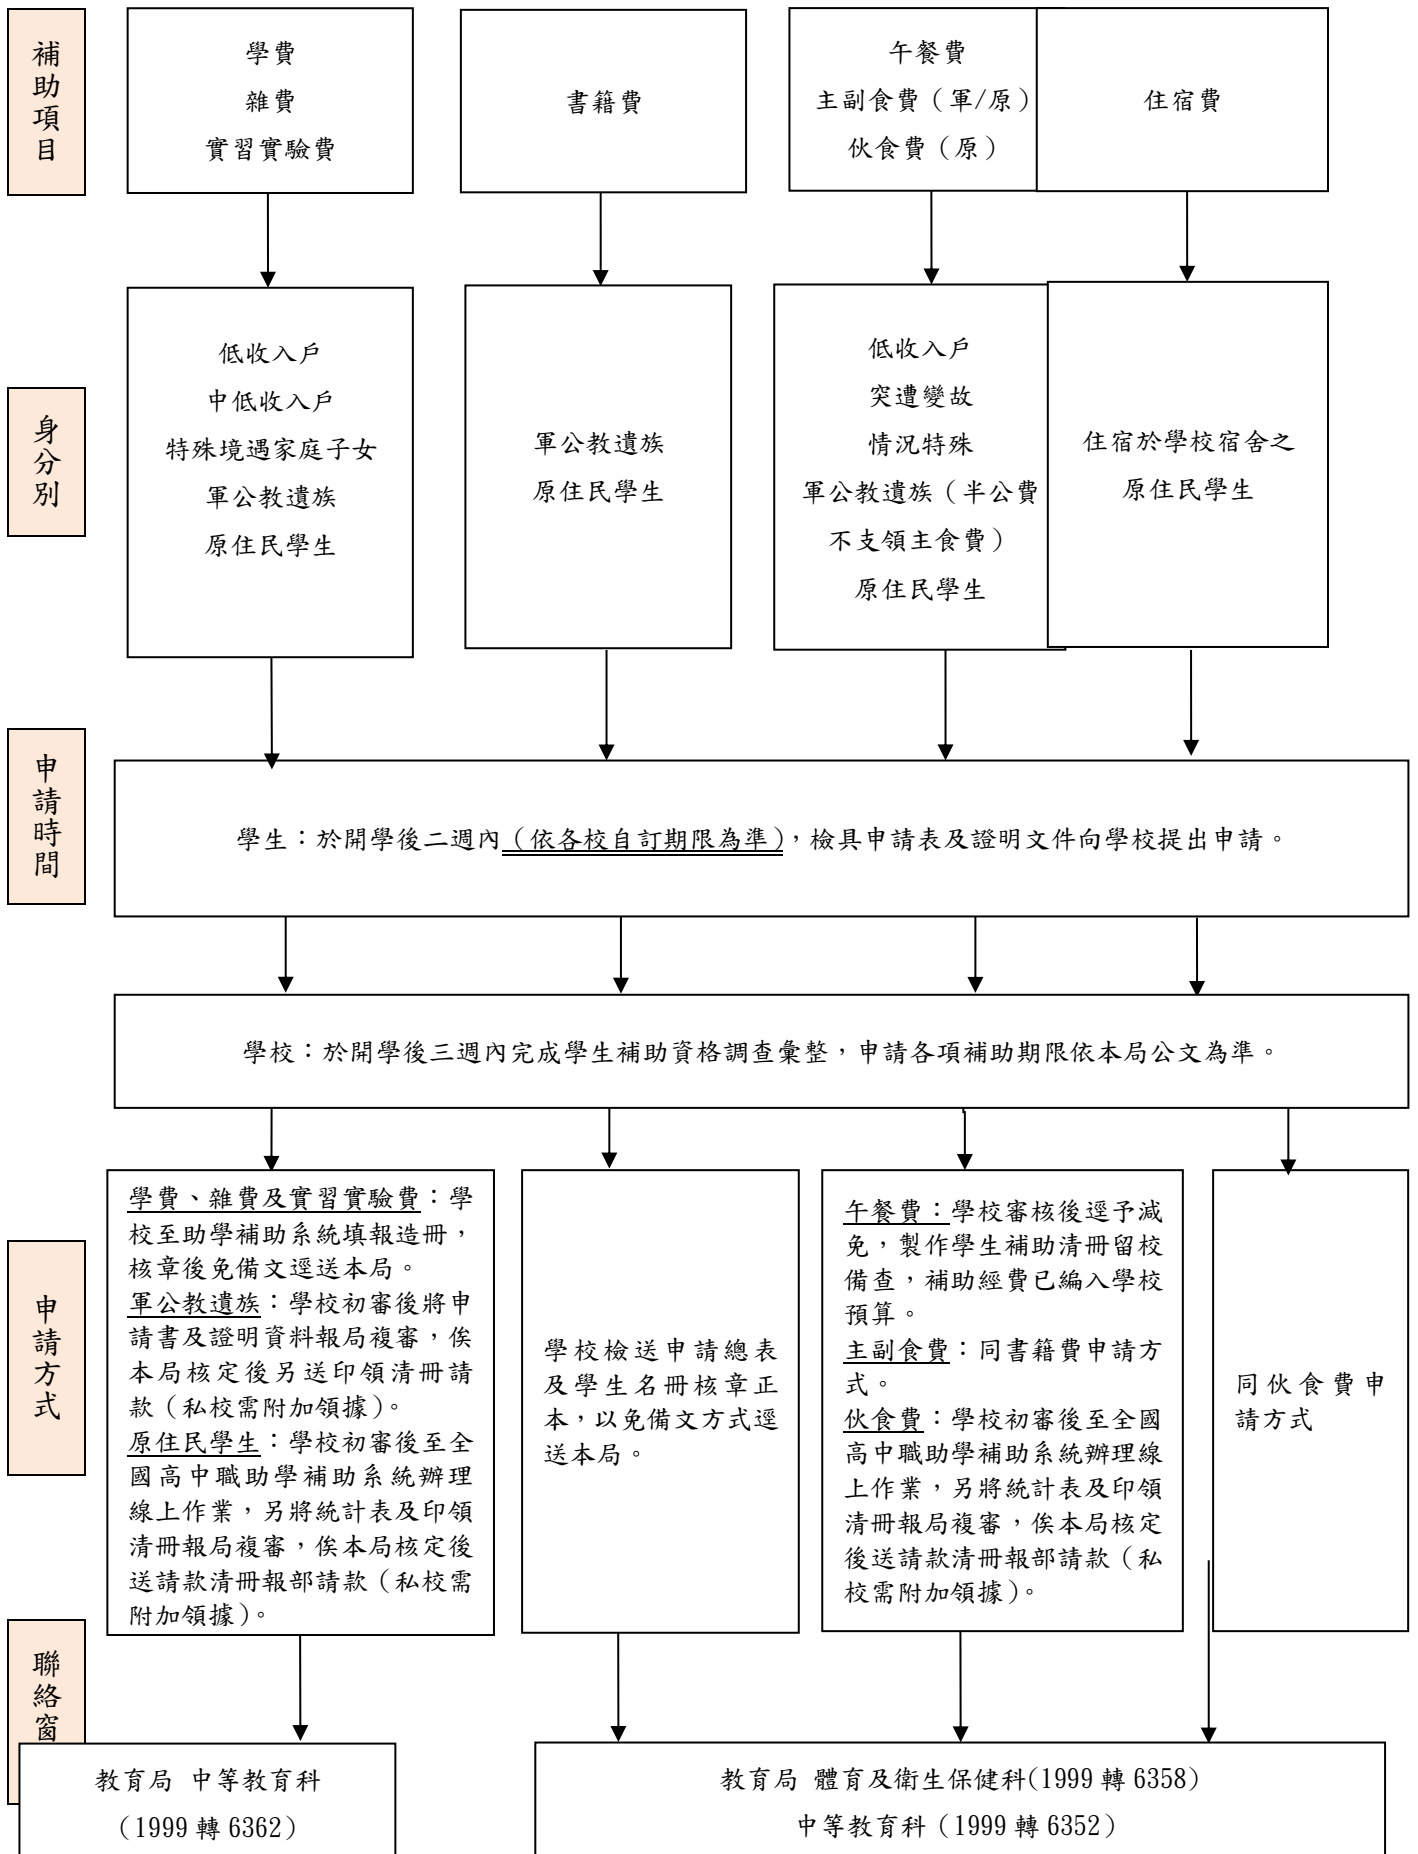 補助項目
學費
雜費
實習實驗費
書籍費
午餐費
主副食費（軍/原）
伙食費（原）
住宿費
身分別
低收入戶
中低收入戶
特殊境遇家庭子女
軍公教遺族
原住民學生
軍公教遺族
原住民學生
低收入戶
突遭變故
情況特殊
軍公教遺族（半公費
不支領主食費）
原住民學生
住宿於學校宿舍之
原住民學生
申請時間
學生：於開學後二週內（依各校自訂期限為準），檢具申請表及證明文件向學校提出申請。
學校：於開學後三週內完成學生補助資格調查彙整，申請各項補助期限依本局公文為準。
申請方式
學費、雜費及實習實驗費：學
校至助學補助系統填報造冊，
核章後免備文逕送本局。
軍公教遺族：學校初審後將申
請書及證明資料報局複審，俟
本局核定後另送印領清冊請
款（私校需附加領據）。
原住民學生：學校初審後至全
國高中職助學補助系統辦理
線上作業，另將統計表及印領
清冊報局複審，俟本局核定後
送請款清冊報部請款（私校需
附加領據）。
學校檢送申請總表
及學生名冊核章正
本，以免備文方式逕
送本局。
午餐費：學校審核後逕予減
免，製作學生補助清冊留校
備查，補助經費已編入學校
預算。
主副食費：同書籍費申請方
式。
伙食費：學校初審後至全國
高中職助學補助系統辦理線
上作業，另將統計表及印領
清冊報局複審，俟本局核定
後送請款清冊報部請款（私
校需附加領據）。
同伙食費申
請方式
聯絡窗
教育局 中等教育科
（1999 轉 6362）
教育局 體育及衛生保健科(1999 轉 6358）
中等教育科（1999 轉 6352）